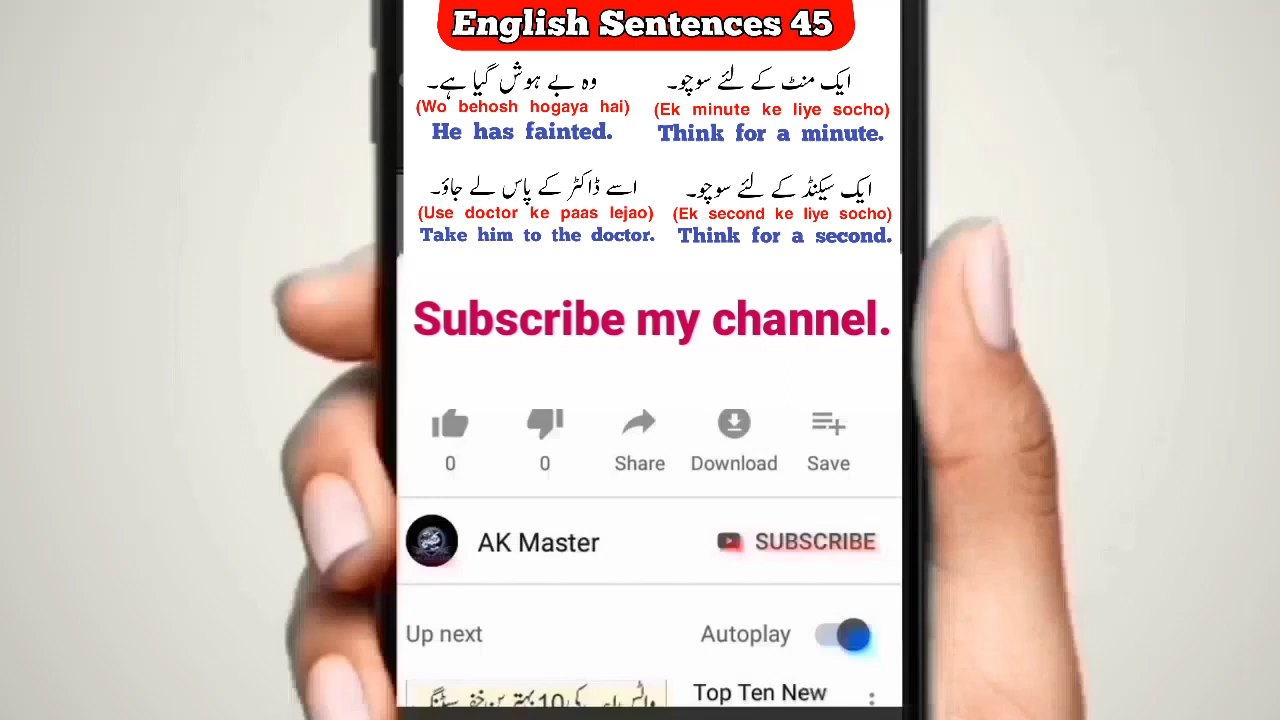 English Sentences 45
وہ بے ہوش گیا ہے۔
(Wo behosh hogaya hai)
He has fainted.
ایک منٹ کے لئے سوچو۔
(Ek minute ke liye socho)
Think for a minute.
اسے ڈاکٹر کے پاس لے جاؤ۔
(Use doctor ke paas lejao)
Take him to the doctor.
ایک سیکنڈ کے لئے سوچو۔
(Ek second ke liye socho)
Think for a second.
Subscribe my channel.
0 0 Share Download Save
AK Master SUBSCRIBE
Up next Autoplay
کی 10 بہترین
Top Ten New